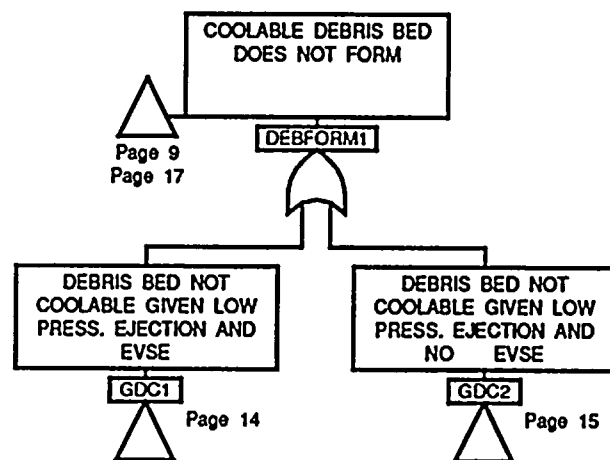 COOLABLE DEBRIS BED
DOES NOT FORM
Page 9
Page 17
DEBFORM1
DEBRIS BED NOT
COOLABLE GIVEN LOW
PRESS. EJECTION AND
EVSE
GDC1
Page 14
DEBRIS BED NOT
COOLABLE GIVEN LOW
PRESS. EJECTION AND
NO EVSE
GDC2
Page 15